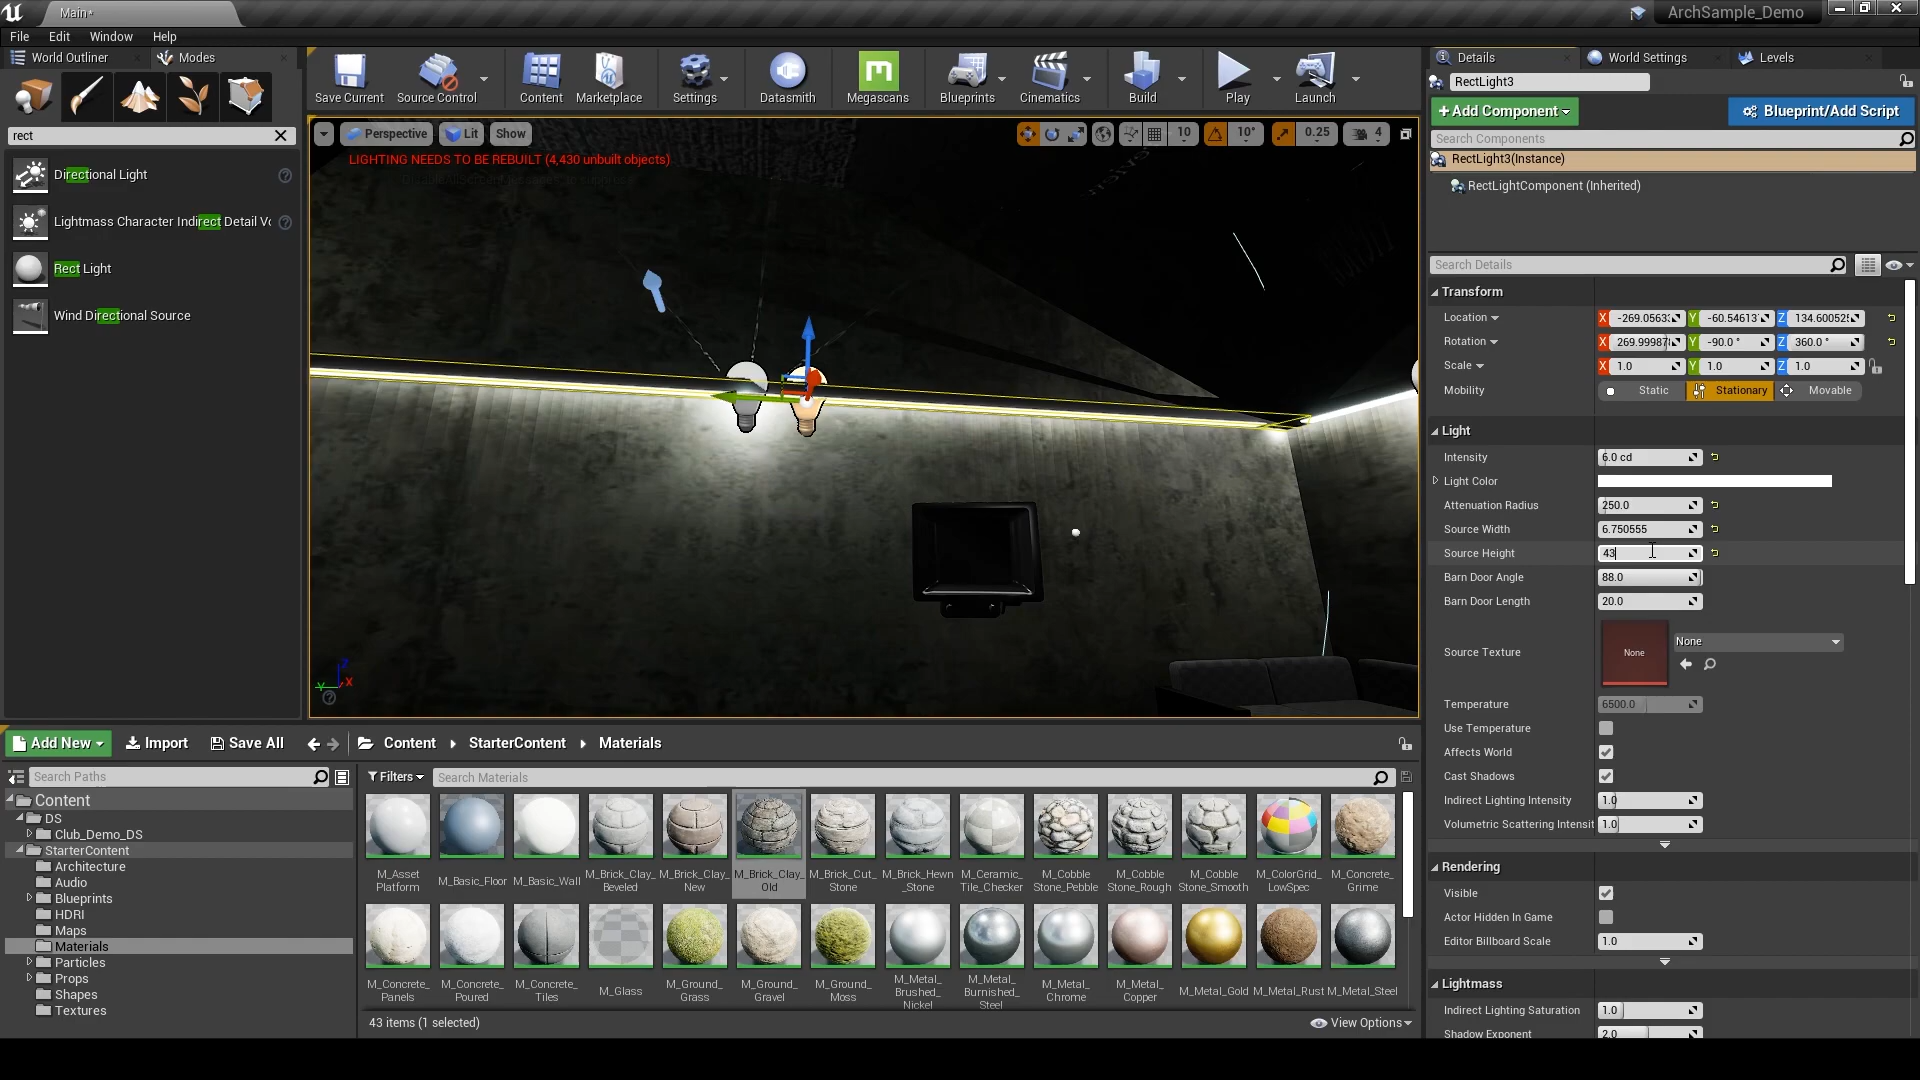 Main*
ArchSample_Demo
File Edit Window Help
World Outliner
Modes
rect
Directional Light
Lightmass Character Indirect Detail Vo
Rect Light
Wind Directional Source
Save Current
Source Control
Content
Marketplace
Settings
Datasmith
Megascans
Blueprints
Cinematics
Build
Play
Launch
Perspective
Lit
Show
10
10°
0.25
4
LIGHTING NEEDS TO BE REBUILT (4,430 unbuilt objects)
Details
World Settings
Levels
RectLight3
+Add Component
Blueprint/Add Script
Search Components
RectLight3(Instance)
RectLightComponent (Inherited)
Search Details
Transform
Location X Y -60.54613 Z 134.60052
Rotation X 269.99987 Y -90.0 ° Z 360.0 °
Scale X 1.0 Y 1.0 Z 1.0
Mobility Static Stationary Movable
Light
Intensity 6.0 cd
Light Color
Attenuation Radius 250.0
Source Width 6.750555
Source Height 43
Barn Door Angle 88.0
Barn Door Length 20.0
Source Texture None None
Temperature 6500.0
Use Temperature
Affects World
Cast Shadows
Indirect Lighting Intensity 1.0
Volumetric Scattering Intensit 1.0
Rendering
Visible
Actor Hidden In Game
Editor Billboard Scale 1.0
Lightmass
Indirect Lighting Saturation 1.0
Shadow Exponent 2.0
Add New
Import
Save All
Content
StarterContent
Materials
Search Paths
Filters
Search Materials
Content
DS
Club_Demo_DS
StarterContent
Architecture
Audio
Blueprints
HDRI
Maps
Materials
Particles
Props
Shapes
Textures
M_Asset
Platform
M_Basic_Floor
M_Basic_Wall
M_Brick_Clay_
Beveled
M_Brick_Clay_
New
M_Brick_Clay_
Old
M_Brick_Cut_
Stone
M_Brick_Hewn
_Stone
M_Ceramic_
Tile_Checker
M_Cobble
Stone_Pebble
M_Cobble
Stone_Rough
M_Cobble
Stone_Smooth
M_ColorGrid_
LowSpec
M_Concrete_
Grime
M_Concrete_
Panels
M_Concrete_
Poured
M_Concrete_
Tiles
M_Glass
M_Ground_
Grass
M_Ground_
Gravel
M_Ground_
Moss
M_Metal_
Brushed_
Nickel
M_Metal_
Burnished_
Steel
M_Metal_
Chrome
M_Metal_
Copper
M_Metal_Gold
M_Metal_Rust
M_Metal_Steel
43 items (1 selected)
View Options